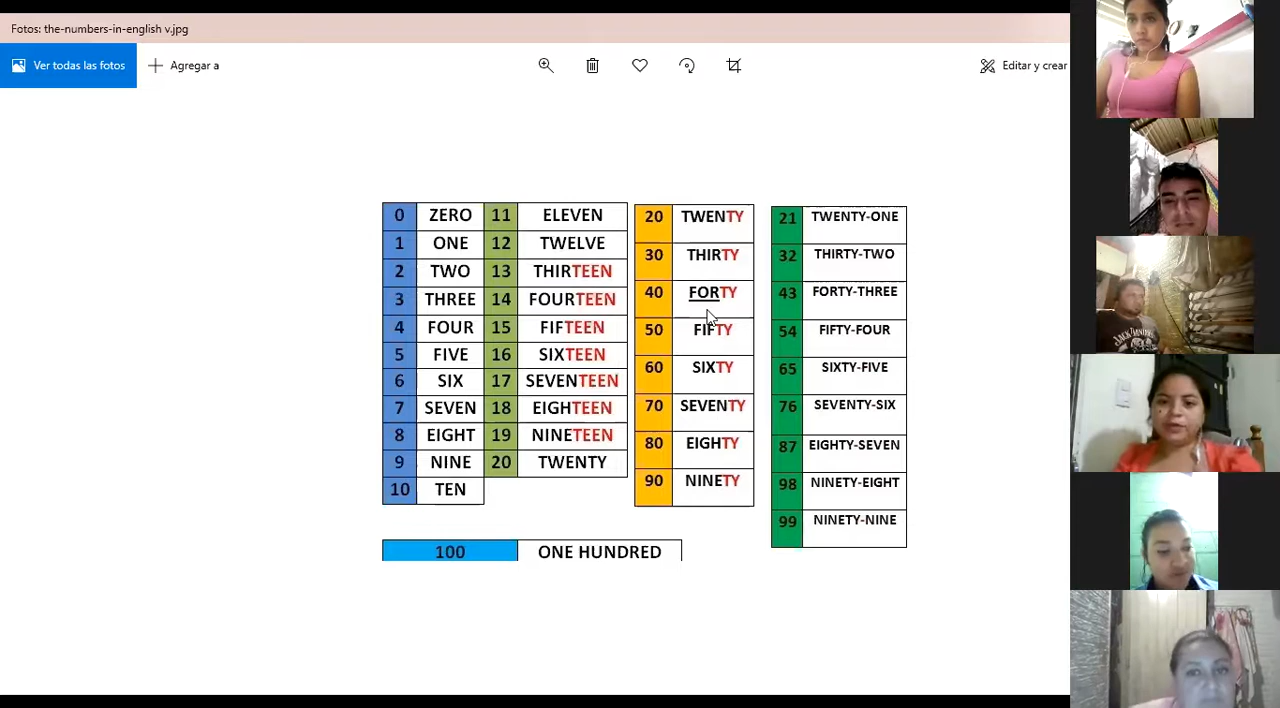 Fotos: the-numbers-in-english v.jpg
Ver todas las fotos
Agregar a
Editar y crear
0 ZERO 11 ELEVEN
1 ONE 12 TWELVE
2 TWO 13 THIRTEEN
3 THREE 14 FOURTEEN
4 FOUR 15 FIFTEEN
5 FIVE 16 SIXTEEN
6 SIX 17 SEVENTEEN
7 SEVEN 18 EIGHTEEN
8 EIGHT 19 NINETEEN
9 NINE 20 TWENTY
10 TEN
20 TWENTY
30 THIRTY
40 FORTY
50 FIFTY
60 SIXTY
70 SEVENTY
80 EIGHTY
90 NINETY
21 TWENTY-ONE
32 THIRTY-TWO
43 FORTY-THREE
54 FIFTY-FOUR
65 SIXTY-FIVE
76 SEVENTY-SIX
87 EIGHTY-SEVEN
98 NINETY-EIGHT
99 NINETY-NINE
100 ONE HUNDRED